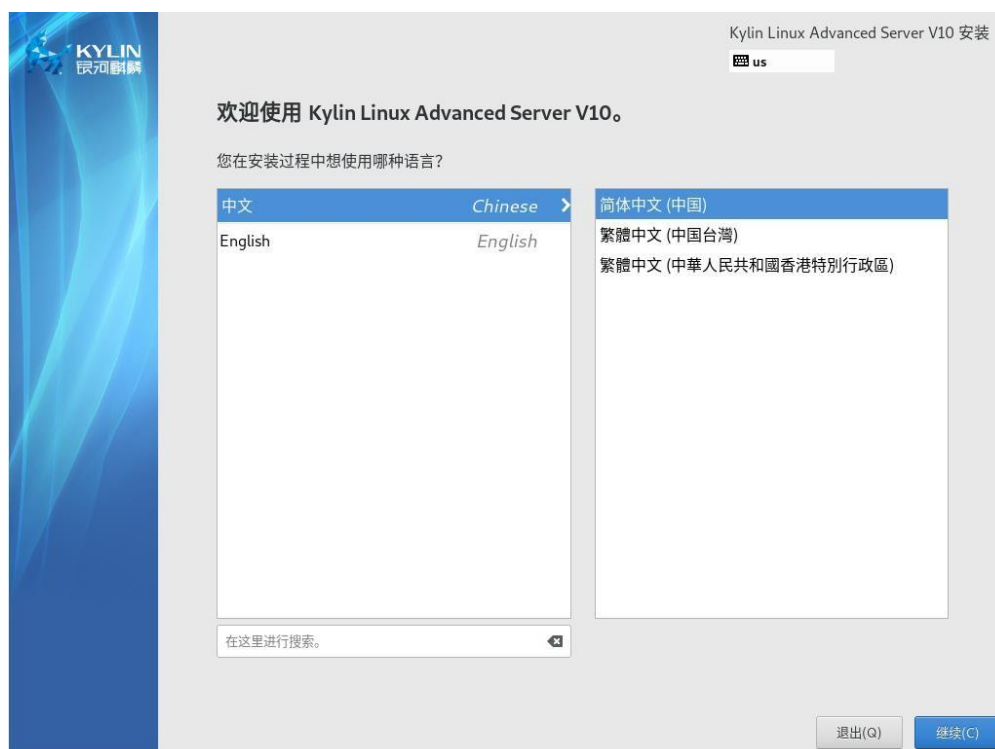 KYLIN
银河麒麟
Kylin Linux Advanced Server V10 安装
us
欢迎使用 Kylin Linux Advanced Server V10。
您在安装过程中想使用哪种语言？
中文 Chinese
English English
简体中文 (中国)
繁體中文 (中国台灣)
繁體中文 (中華人民共和國香港特別行政區)
在这里进行搜索。
退出(Q)
继续(C)